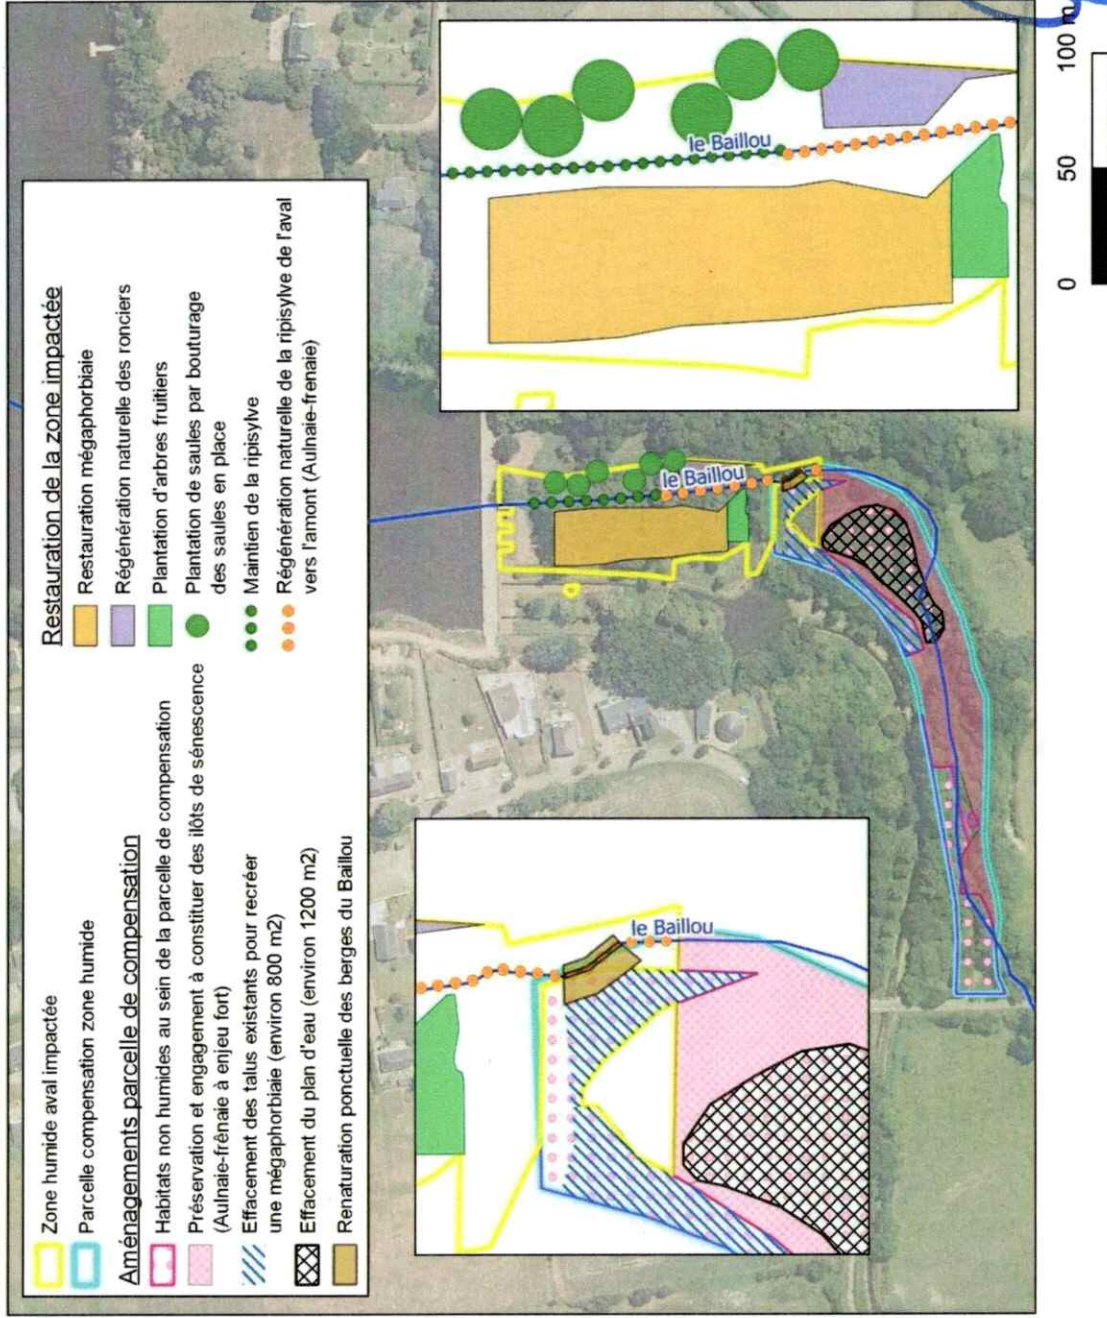 Zone humide aval impactée
Parcelle compensation zone humide
Aménagements parcelle de compensation
Habitats non humides au sein de la parcelle de compensation
Préservation et engagement à constituer des ilôts de sénescence
(Aulnaie-frênaie à enjeu fort)
Effacement des talus existants pour recréer
une mégaphorbiaie (environ 800 m2)
Effacement du plan d'eau (environ 1200 m2)
Renaturation ponctuelle des berges du Baillou
Restauration de la zone impactée
Restauration mégaphorbiaie
Régénération naturelle des ronciers
Plantation d'arbres fruitiers
Plantation de saules par bouturage
des saules en place
Maintien de la ripisylve
Régénération naturelle de la ripisylve de l'aval
vers l'amont (Aulnaie-frenaie)
le Baillou
le Baillou
le Baillou
0 50 100 m